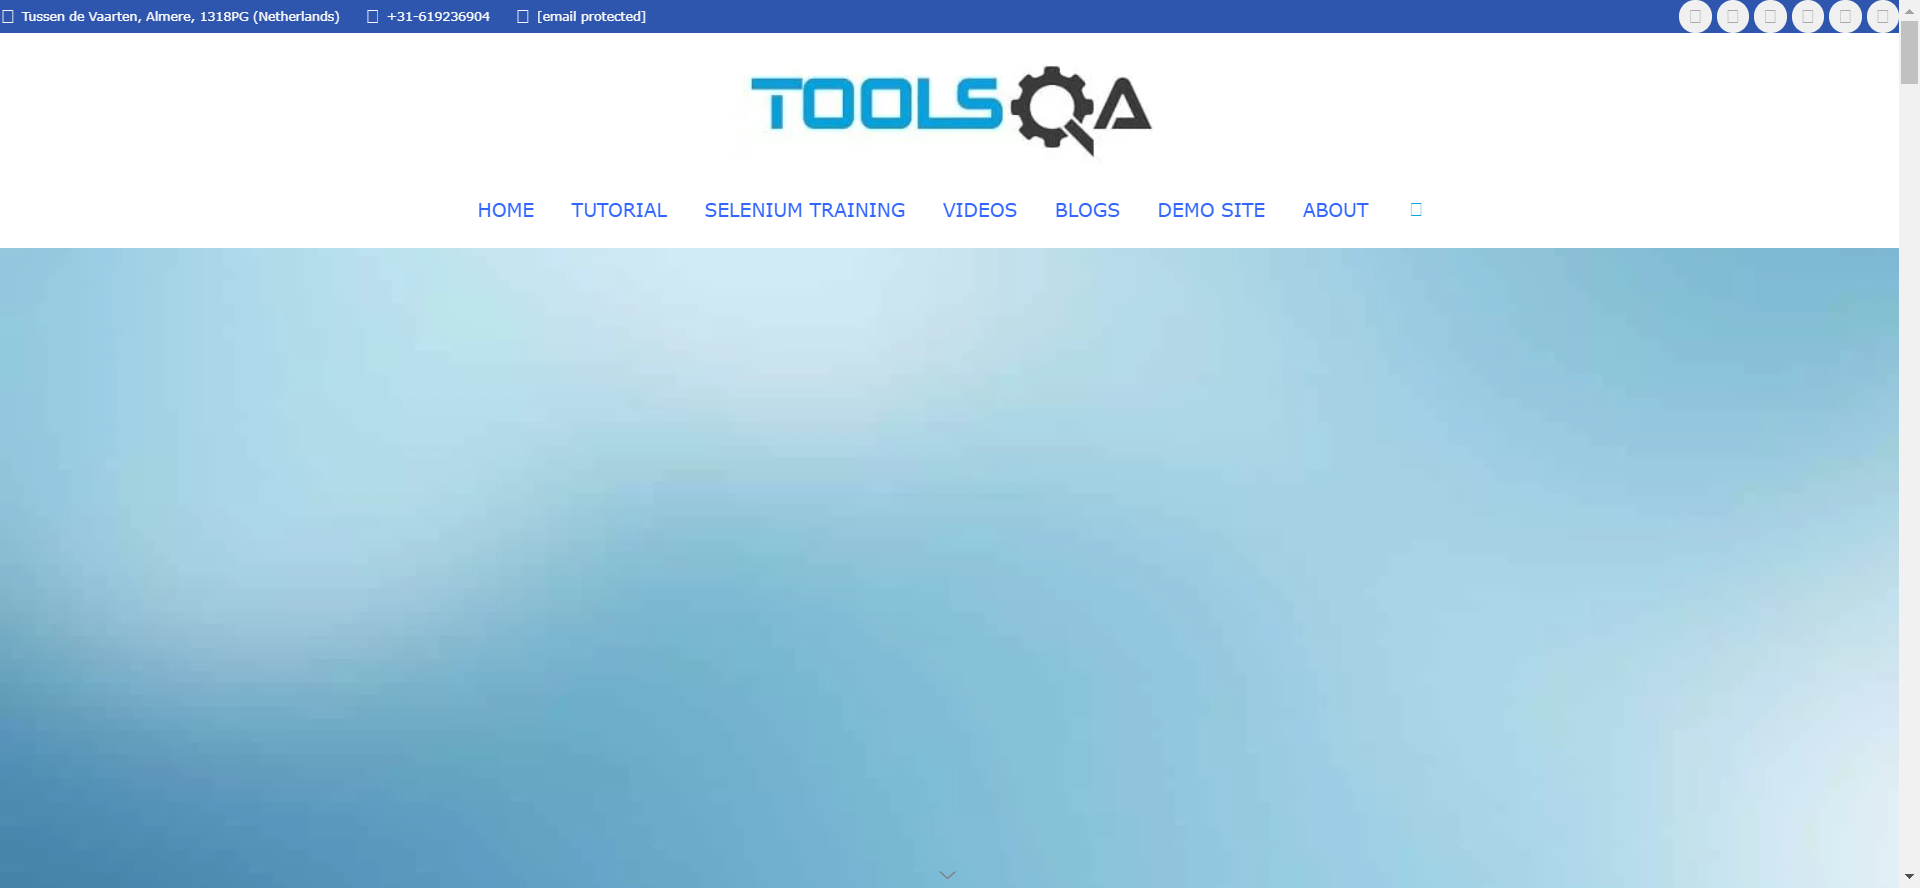 Tussen de Vaarten, Almere, 1318PG (Netherlands) +31-619236904 [email protected]
TOOLSQA
HOME TUTORIAL SELENIUM TRAINING VIDEOS BLOGS DEMO SITE ABOUT